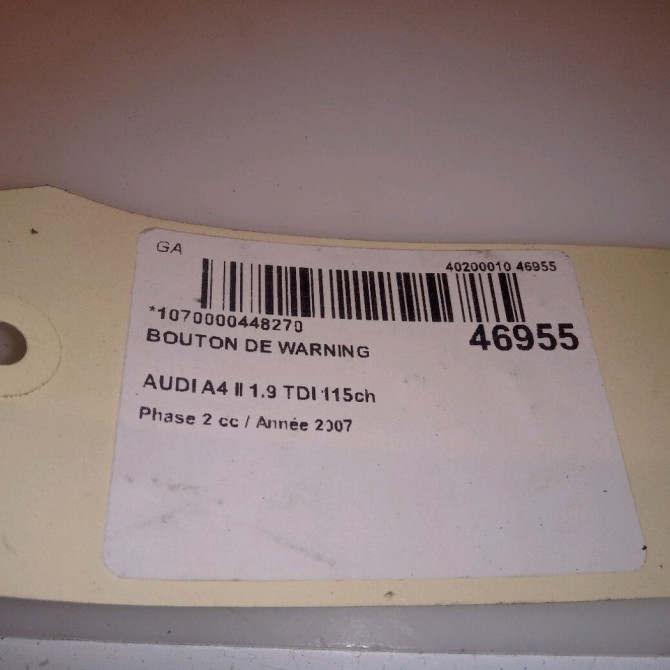 GA
40200010 46955
*1070000448270
46955
BOUTON DE WARNING
AUDI A4 II 1.9 TDI 115ch
Phase 2 cc / Année 2007